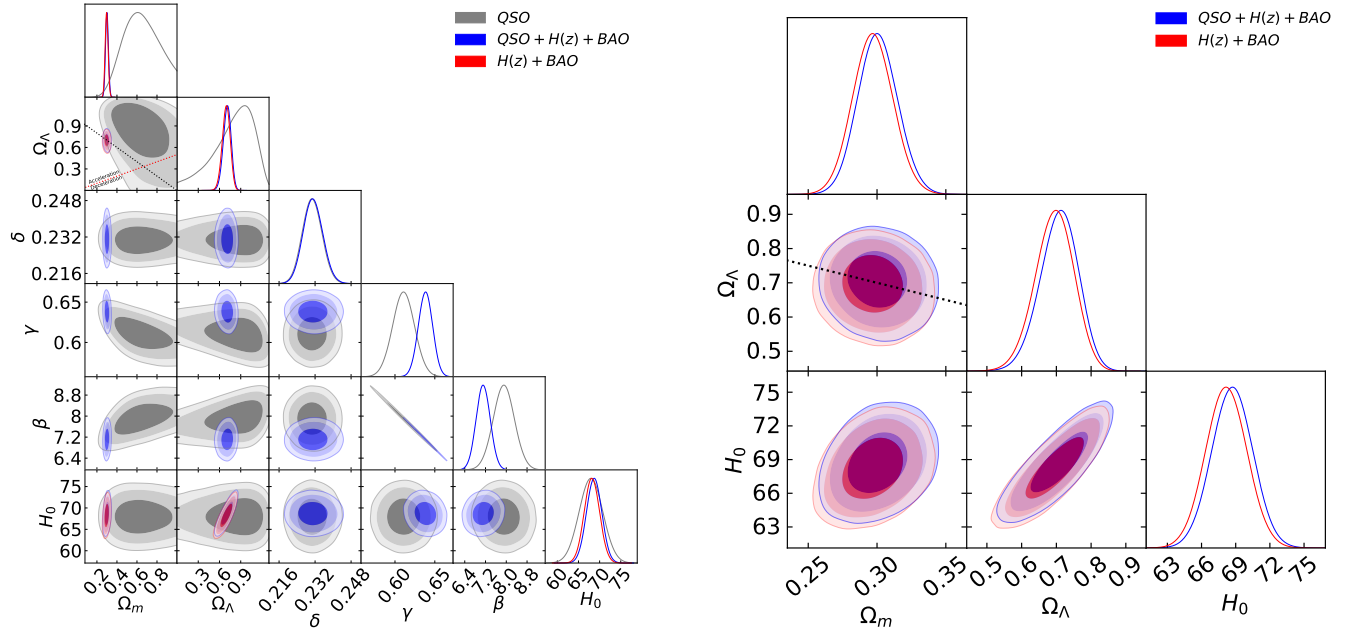 QSO
QSO + H(z) + BAO
H(z) + BAO
0.9
0.6
0.3
Ω_Λ
Acceleration
0.248
0.232
0.216
δ
0.65
0.6
γ
8.8
8
7.2
6.4
β
75
70
65
60
H_0
0.2 0.4 0.6 0.8
Ω_m
0.3 0.6 0.9
Ω_Λ
0.216 0.232 0.248
δ
0.60 0.65
γ
6.4 7.2 8.0 8.8
β
60 65 70 75
H_0
QSO + H(z) + BAO
H(z) + BAO
0.9
0.8
0.7
0.6
0.5
Ω_Λ
75
72
69
66
63
H_0
0.25 0.30 0.35
Ω_m
0.5 0.6 0.7 0.8 0.9
Ω_Λ
63 66 69 72 75
H_0